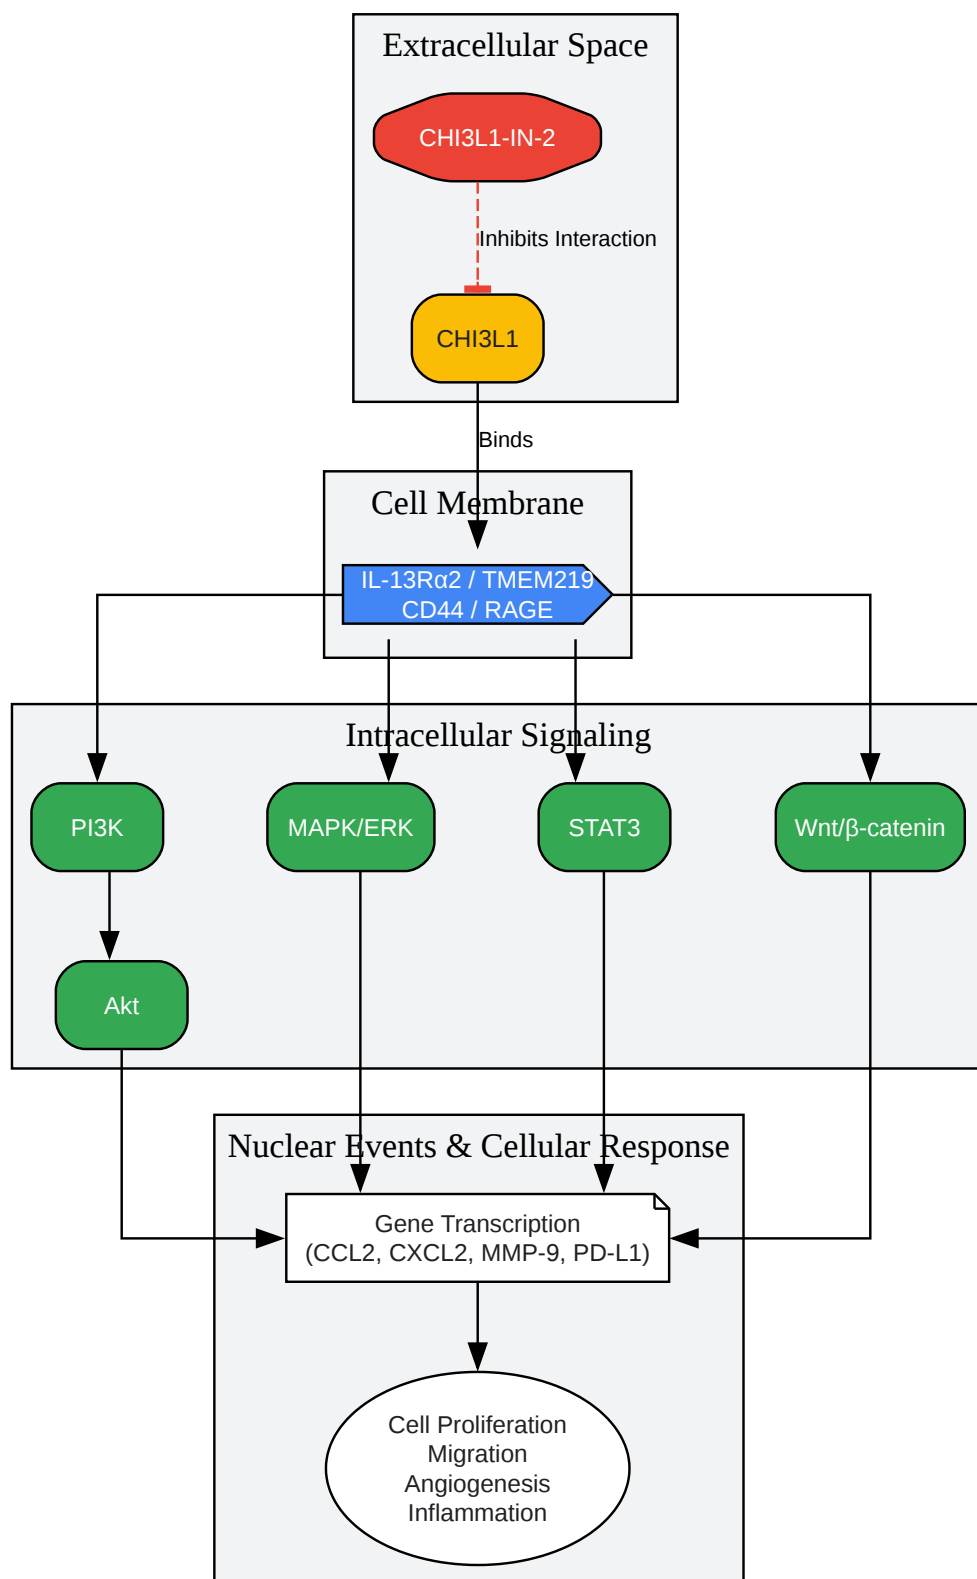 Extracellular Space
CHI3L1-IN-2
Inhibits Interaction
CHI3L1
Binds
Cell Membrane
IL-13Rα2 / TMEM219
CD44 / RAGE
Intracellular Signaling
PI3K
MAPK/ERK
STAT3
Wnt/β-catenin
Akt
Nuclear Events & Cellular Response
Gene Transcription
(CCL2, CXCL2, MMP-9, PD-L1)
Cell Proliferation
Migration
Angiogenesis
Inflammation